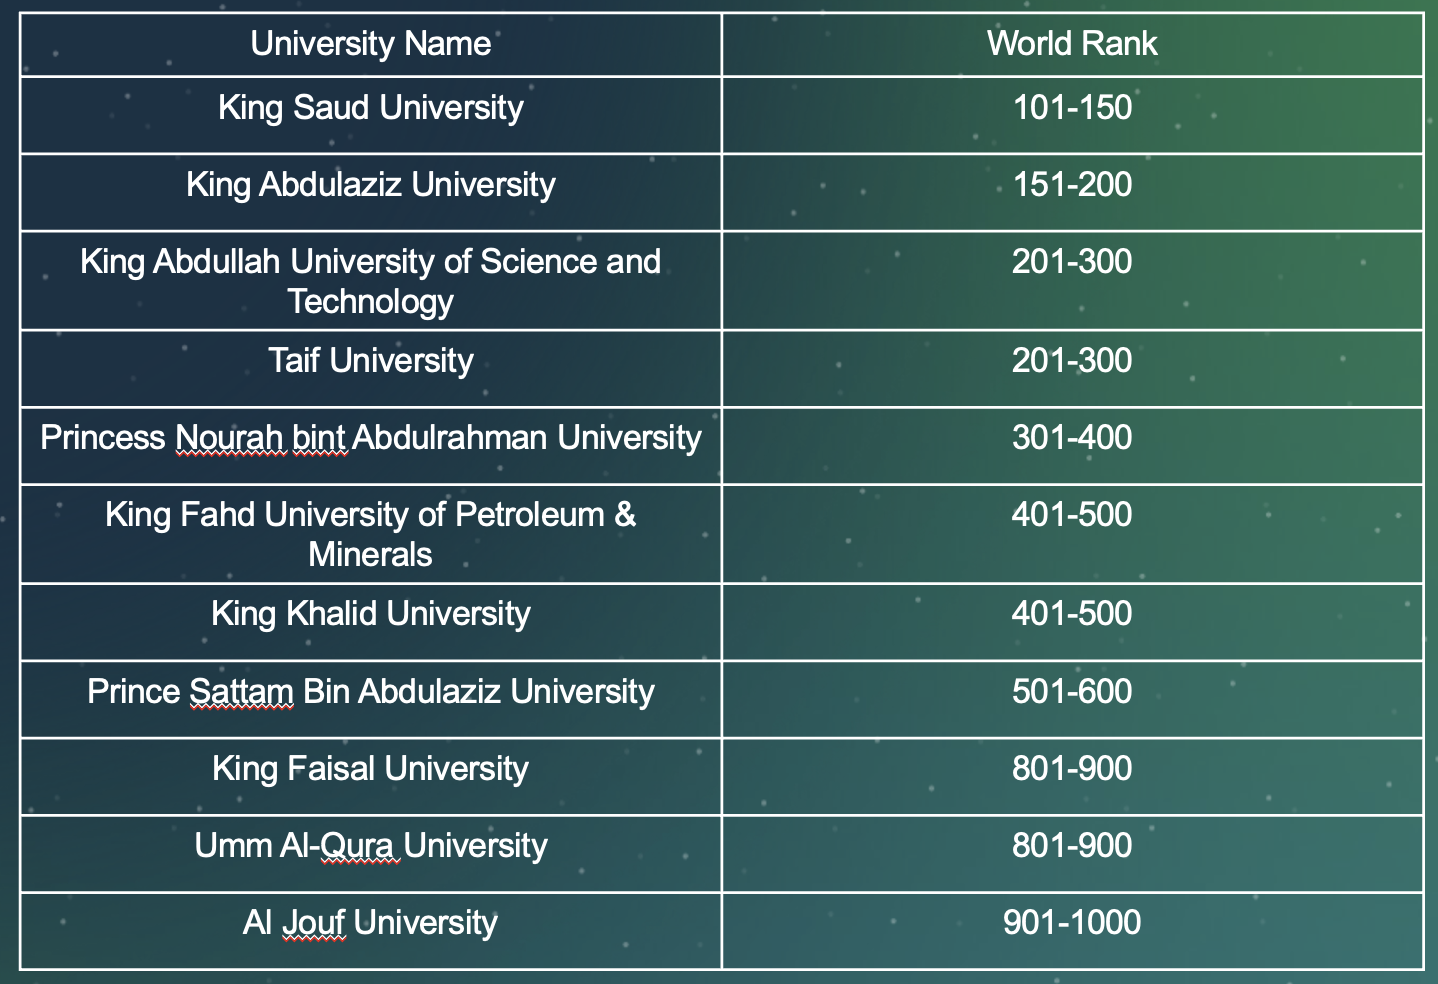 University Name
World Rank
King Saud University
101-150
King Abdulaziz University
151-200
King Abdullah University of Science and
Technology
201-300
Taif University
201-300
Princess Nourah bint Abdulrahman University
301-400
King Fahd University of Petroleum &
Minerals
401-500
King Khalid University
401-500
Prince Sattam Bin Abdulaziz University
501-600
King Faisal University
801-900
Umm Al-Qura University
801-900
Al Jouf University
901-1000